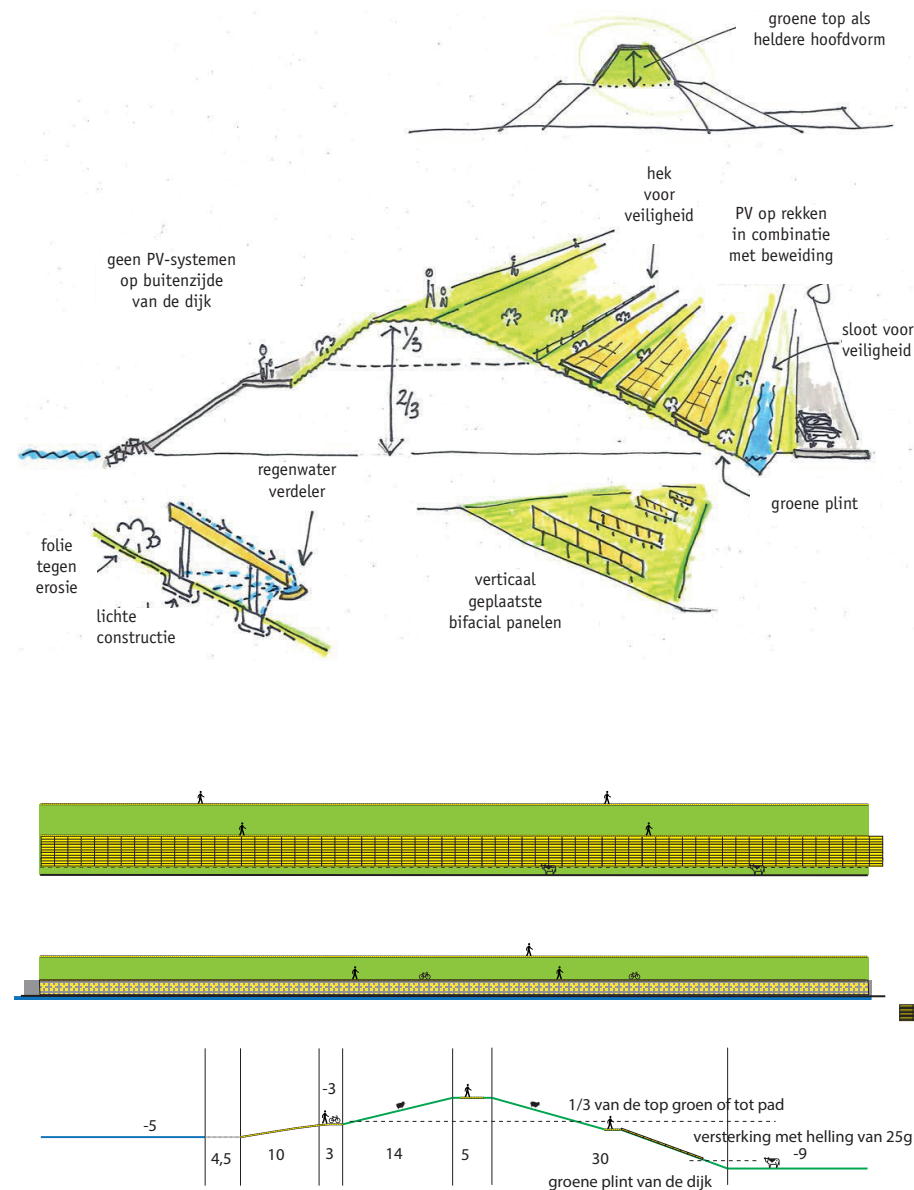 groene top als
heldere hoofdvorm
hek
voor
veiligheid
PV op rekken
in combinatie
met beweiding
geen PV-systemen
op buitenzijde
van de dijk
sloot voor
veiligheid
1/3
2/3
regenwater
verdeler
groene plint
folie
tegen
erosie
verticaal
geplaatste
bifacial panelen
lichte
constructie
-3
1/3 van de top groen of tot pad
-5
versterking met helling van 25g
4,5
10
3
14
5
30
-9
groene plint van de dijk